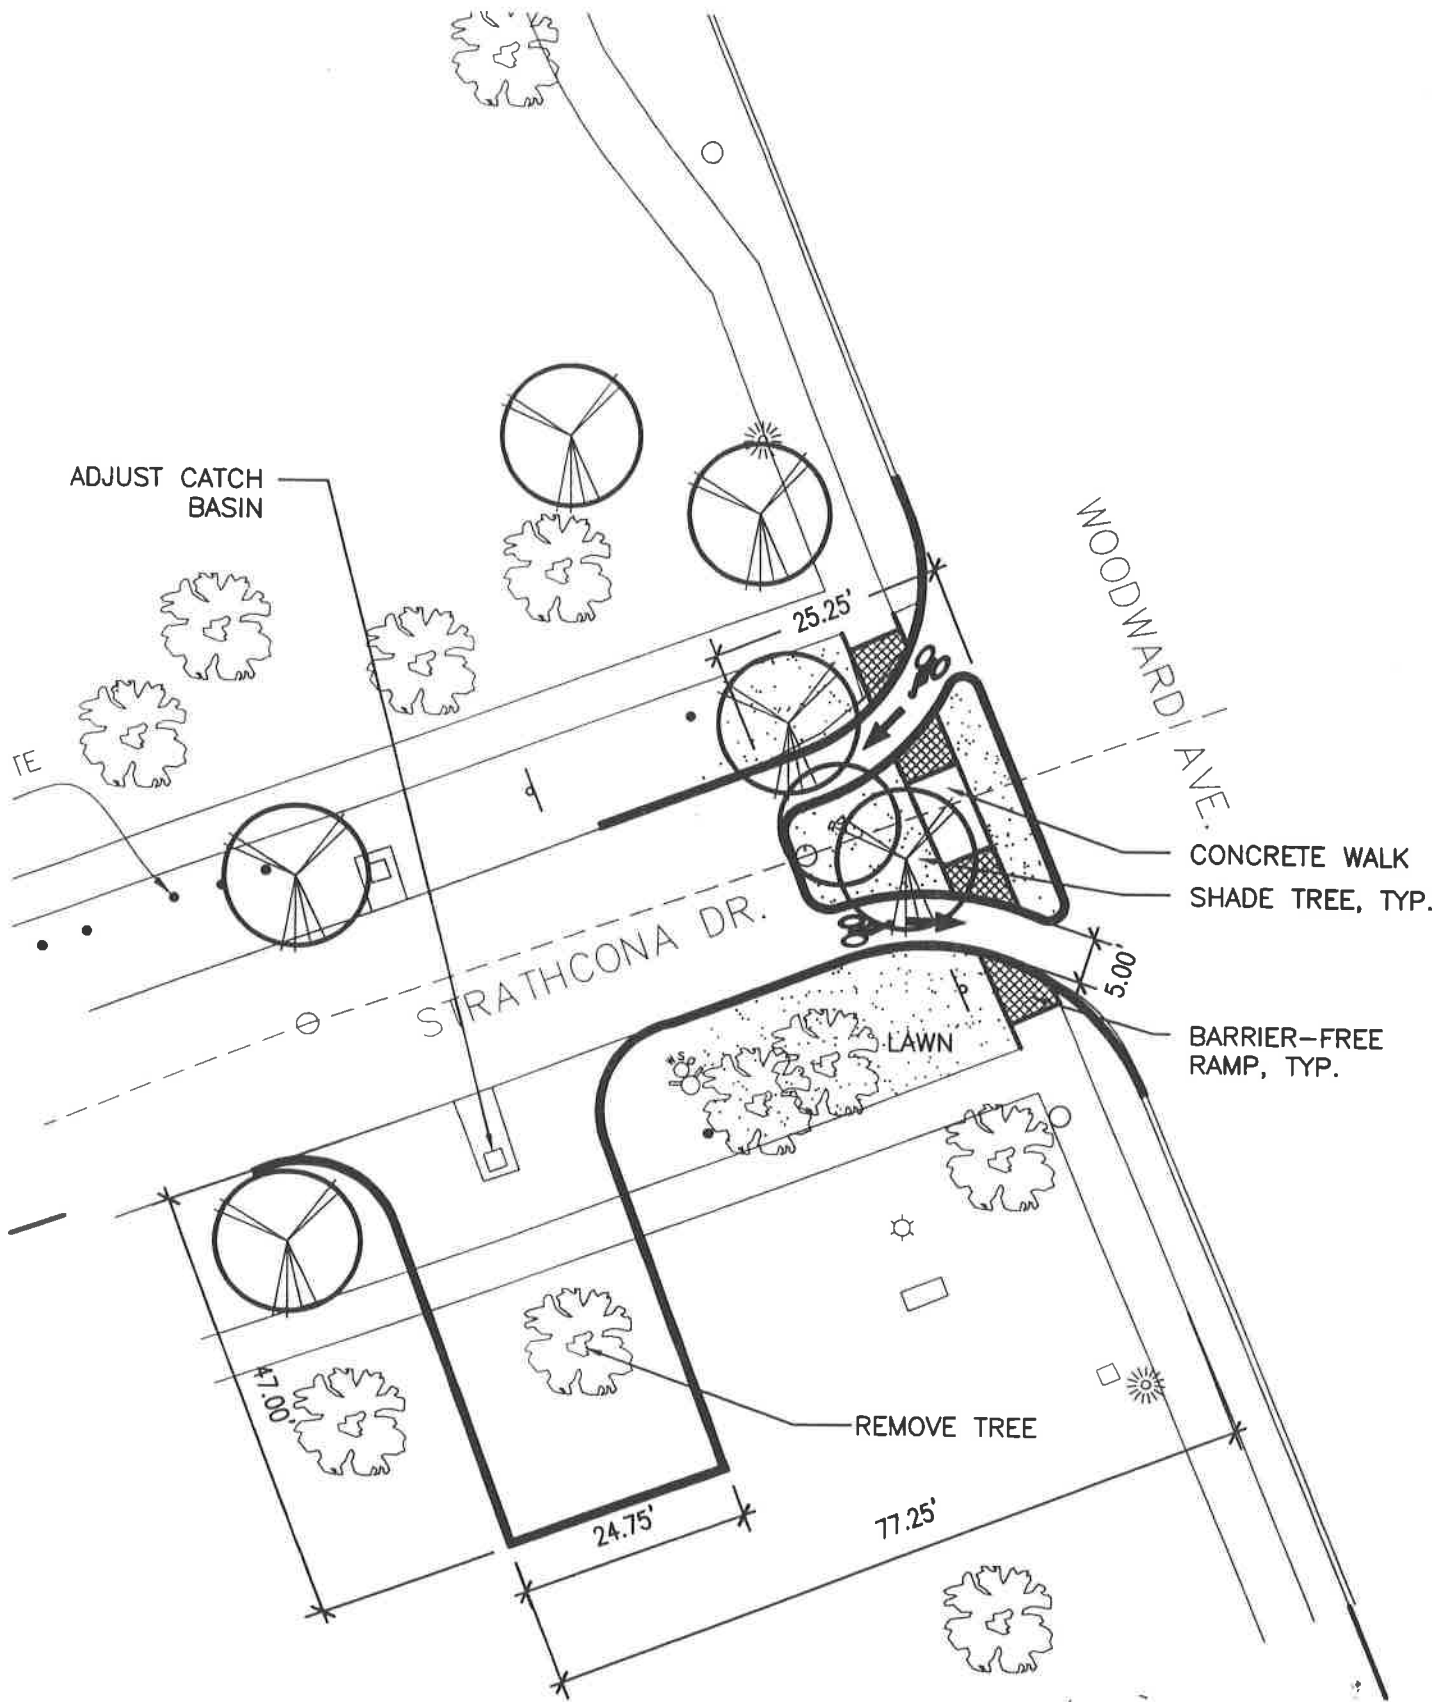 ADJUST CATCH
BASIN
WOODWARD AVE.
25.25'
TE
CONCRETE WALK
SHADE TREE, TYP.
STRATHCONA DR.
5.00'
LAWN
BARRIER-FREE
RAMP, TYP.
47.00'
REMOVE TREE
24.75'
77.25'